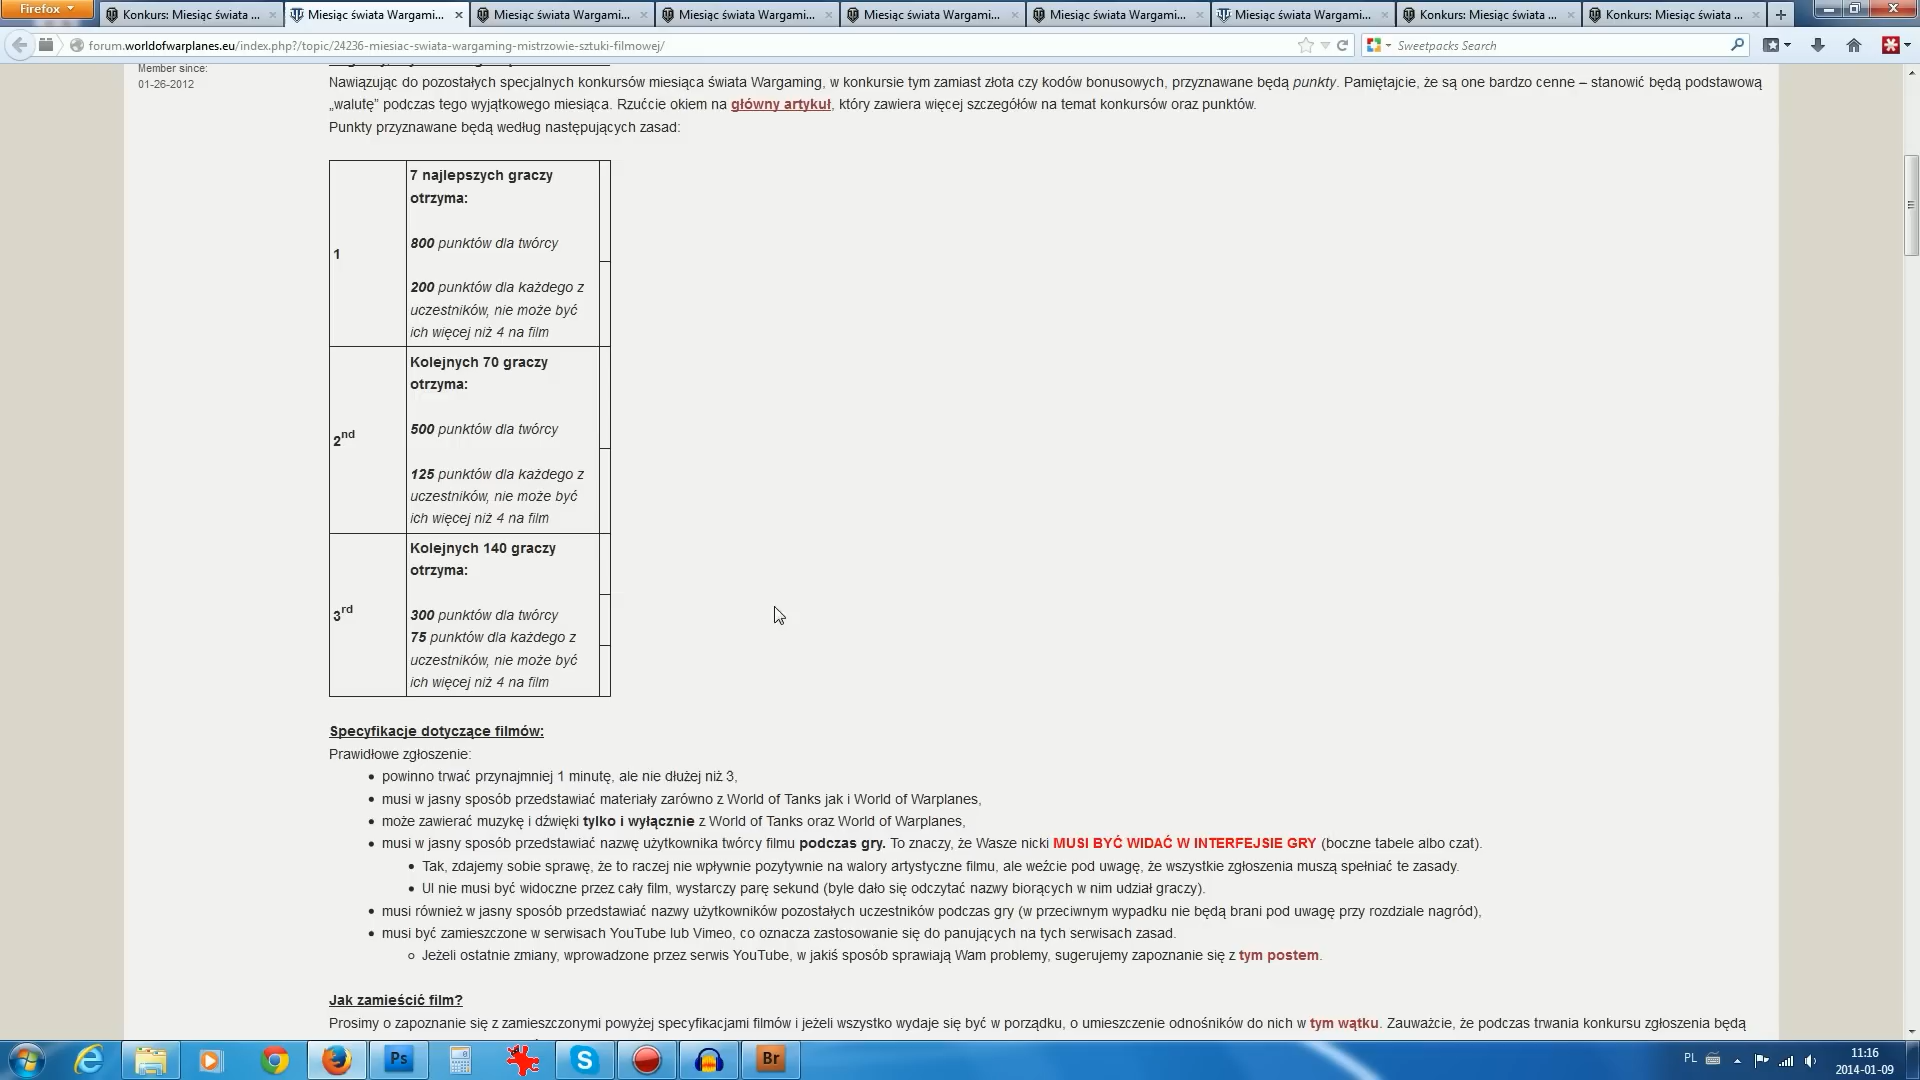 Firefox
Konkurs: Miesiąc świata ...
Miesiąc świata Wargami...
Miesiąc świata Wargami...
Miesiąc świata Wargami...
Miesiąc świata Wargami...
Miesiąc świata Wargami...
Miesiąc świata Wargami...
Konkurs: Miesiąc świata ...
Konkurs: Miesiąc świata ...
forum.worldofwarplanes.eu/index.php?/topic/24236-miesiac-swiata-wargaming-mistrzowie-sztuki-filmowej/
Sweetpacks Search
Member since:
01-26-2012
Nawiązując do pozostałych specjalnych konkursów miesiąca świata Wargaming, w konkursie tym zamiast złota czy kodów bonusowych, przyznawane będą punkty. Pamiętajcie, że są one bardzo cenne – stanowić będą podstawową
„walutę” podczas tego wyjątkowego miesiąca. Rzućcie okiem na główny artykuł, który zawiera więcej szczegółów na temat konkursów oraz punktów.
Punkty przyznawane będą według następujących zasad:
1
7 najlepszych graczy
otrzyma:
800 punktów dla twórcy
200 punktów dla każdego z
uczestników, nie może być
ich więcej niż 4 na film
2nd
Kolejnych 70 graczy
otrzyma:
500 punktów dla twórcy
125 punktów dla każdego z
uczestników, nie może być
ich więcej niż 4 na film
3rd
Kolejnych 140 graczy
otrzyma:
300 punktów dla twórcy
75 punktów dla każdego z
uczestników, nie może być
ich więcej niż 4 na film
Specyfikacje dotyczące filmów:
Prawidłowe zgłoszenie:
powinno trwać przynajmniej 1 minutę, ale nie dłużej niż 3,
musi w jasny sposób przedstawiać materiały zarówno z World of Tanks jak i World of Warplanes,
może zawierać muzykę i dźwięki tylko i wyłącznie z World of Tanks oraz World of Warplanes,
musi w jasny sposób przedstawiać nazwę użytkownika twórcy filmu podczas gry. To znaczy, że Wasze nicki MUSI BYĆ WIDAĆ W INTERFEJSIE GRY (boczne tabele albo czat).
Tak, zdajemy sobie sprawę, że to raczej nie wpływnie pozytywnie na walory artystyczne filmu, ale weźcie pod uwagę, że wszystkie zgłoszenia muszą spełniać te zasady.
UI nie musi być widoczne przez cały film, wystarczy parę sekund (byle dało się odczytać nazwy biorących w nim udział graczy).
musi również w jasny sposób przedstawiać nazwy użytkowników pozostałych uczestników podczas gry (w przeciwnym wypadku nie będą brani pod uwagę przy rozdziale nagród),
musi być zamieszczone w serwisach YouTube lub Vimeo, co oznacza zastosowanie się do panujących na tych serwisach zasad.
Jeżeli ostatnie zmiany, wprowadzone przez serwis YouTube, w jakiś sposób sprawiają Wam problemy, sugerujemy zapoznanie się z tym postem.
Jak zamieścić film?
Prosimy o zapoznanie się z zamieszczonymi powyżej specyfikacjami filmów i jeżeli wszystko wydaje się być w porządku, o umieszczenie odnośników do nich w tym wątku. Zauważcie, że podczas trwania konkursu zgłoszenia będą
Ps
Br
PL
11:16
2014-01-09